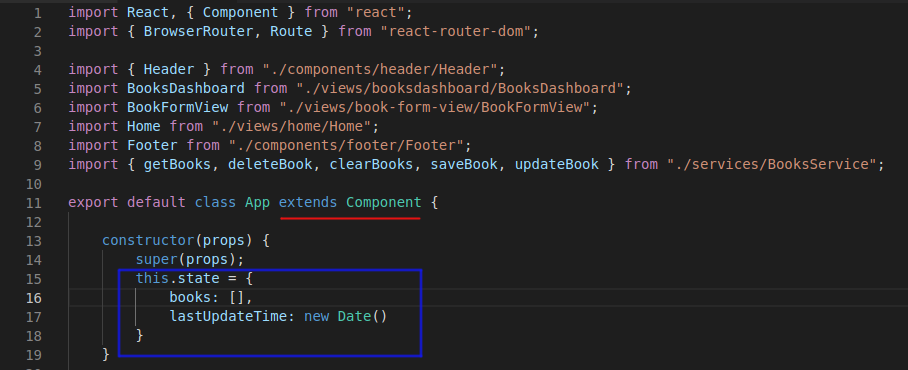 1 import React, { Component } from "react";
2 import { BrowserRouter, Route } from "react-router-dom";
3
4 import { Header } from "./components/header/Header";
5 import BooksDashboard from "./views/booksdashboard/BooksDashboard";
6 import BookFormView from "./views/book-form-view/BookFormView";
7 import Home from "./views/home/Home";
8 import Footer from "./components/footer/Footer";
9 import { getBooks, deleteBook, clearBooks, saveBook, updateBook } from "./services/BooksService";
10
11 export default class App extends Component {
12
13     constructor(props) {
14         super(props);
15         this.state = {
16             books: [],
17             lastUpdateTime: new Date()
18         }
19     }